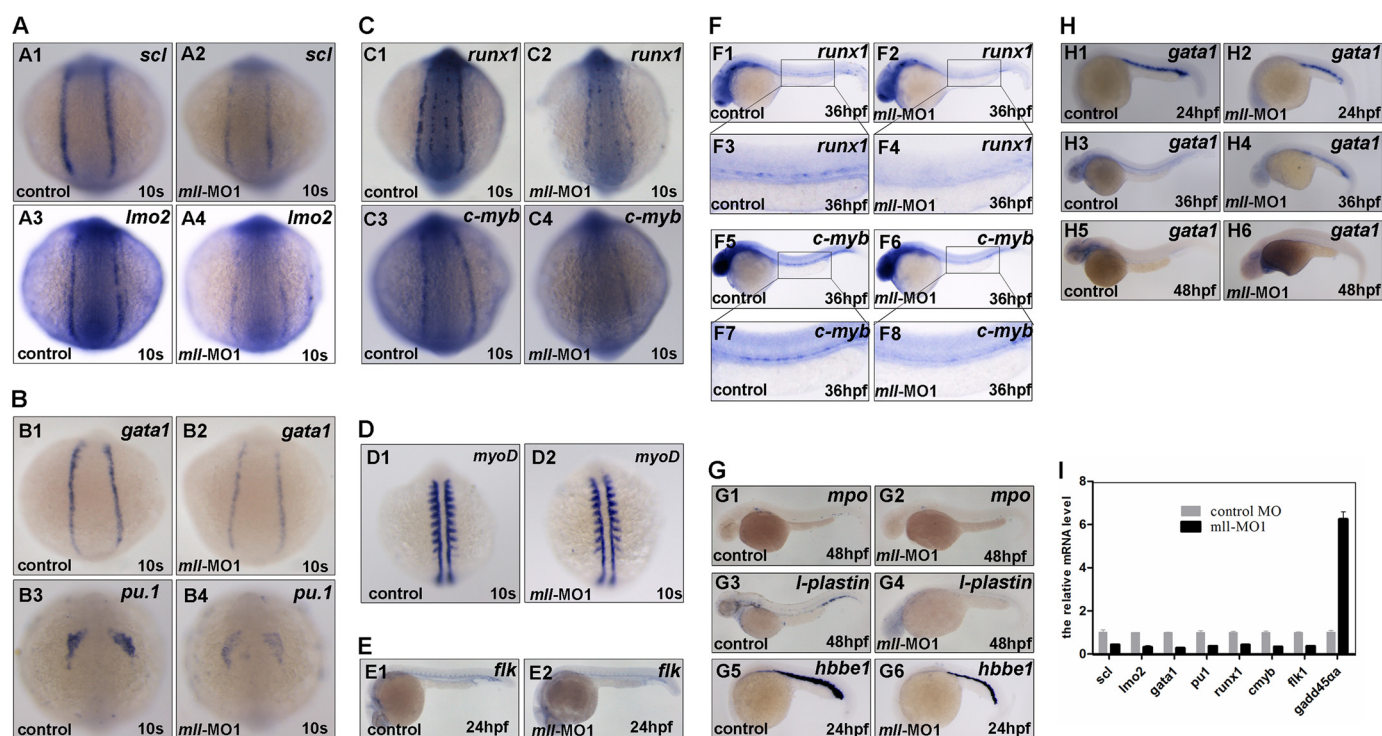 A
A1 scl
control 10s
A2 scl
mll-MO1 10s
A3 lmo2
control 10s
A4 lmo2
mll-MO1 10s
B
B1 gata1
control 10s
B2 gata1
mll-MO1 10s
B3 pu.1
control 10s
B4 pu.1
mll-MO1 10s
C
C1 runx1
control 10s
C2 runx1
mll-MO1 10s
C3 c-myb
control 10s
C4 c-myb
mll-MO1 10s
D
D1 myoD
control 10s
D2 myoD
mll-MO1 10s
E
E1 flk
control 24hpf
E2 flk
mll-MO1 24hpf
F
F1 runx1
control 36hpf
F2 runx1
mll-MO1 36hpf
F3 runx1
control 36hpf
F4 runx1
mll-MO1 36hpf
F5 c-myb
control 36hpf
F6 c-myb
mll-MO1 36hpf
F7 c-myb
control 36hpf
F8 c-myb
mll-MO1 36hpf
G
G1 mpo
control 48hpf
G2 mpo
mll-MO1 48hpf
G3 l-plastin
control 48hpf
G4 l-plastin
mll-MO1 48hpf
G5 hbbe1
control 24hpf
G6 hbbe1
mll-MO1 24hpf
H
H1 gata1
control 24hpf
H2 gata1
mll-MO1 24hpf
H3 gata1
control 36hpf
H4 gata1
mll-MO1 36hpf
H5 gata1
control 48hpf
H6 gata1
mll-MO1 48hpf
I
the relative mRNA level
8
6
4
2
0
control MO
mll-MO1
scl
lmo2
gata1
pu1
runx1
cmyb
flk1
gadd45αa